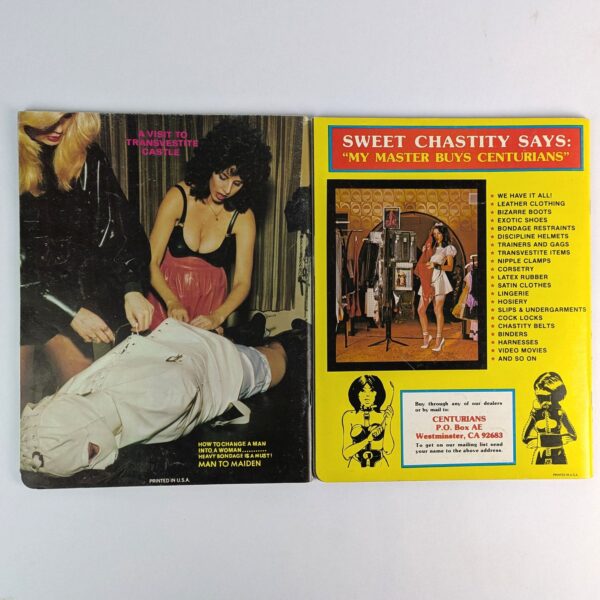 A VISIT TO
TRANSVESTITE
CASTLE
HOW TO CHANGE A MAN
INTO A WOMAN...........
HEAVY BONDAGE IS A MUST!
MAN TO MAIDEN
PRINTED IN U.S.A.
SWEET CHASTITY SAYS:
"MY MASTER BUYS CENTURIANS"
★ WE HAVE IT ALL!
★ LEATHER CLOTHING
★ BIZARRE BOOTS
★ EXOTIC SHOES
★ BONDAGE RESTRAINTS
★ DISCIPLINE HELMETS
★ TRAINERS AND GAGS
★ TRANSVESTITE ITEMS
★ NIPPLE CLAMPS
★ CORSETRY
★ LATEX RUBBER
★ SATIN CLOTHES
★ LINGERIE
★ HOSIERY
★ SLIPS & UNDERGARMENTS
★ COCK LOCKS
★ CHASTITY BELTS
★ BINDERS
★ HARNESSES
★ VIDEO MOVIES
★ AND SO ON
Buy through any of our dealers
or by mail to:
CENTURIANS
P.O. Box AE
Westminster, CA 92683
To get on our mailing list send
your name to the above address.
PRINTED IN U.S.A.